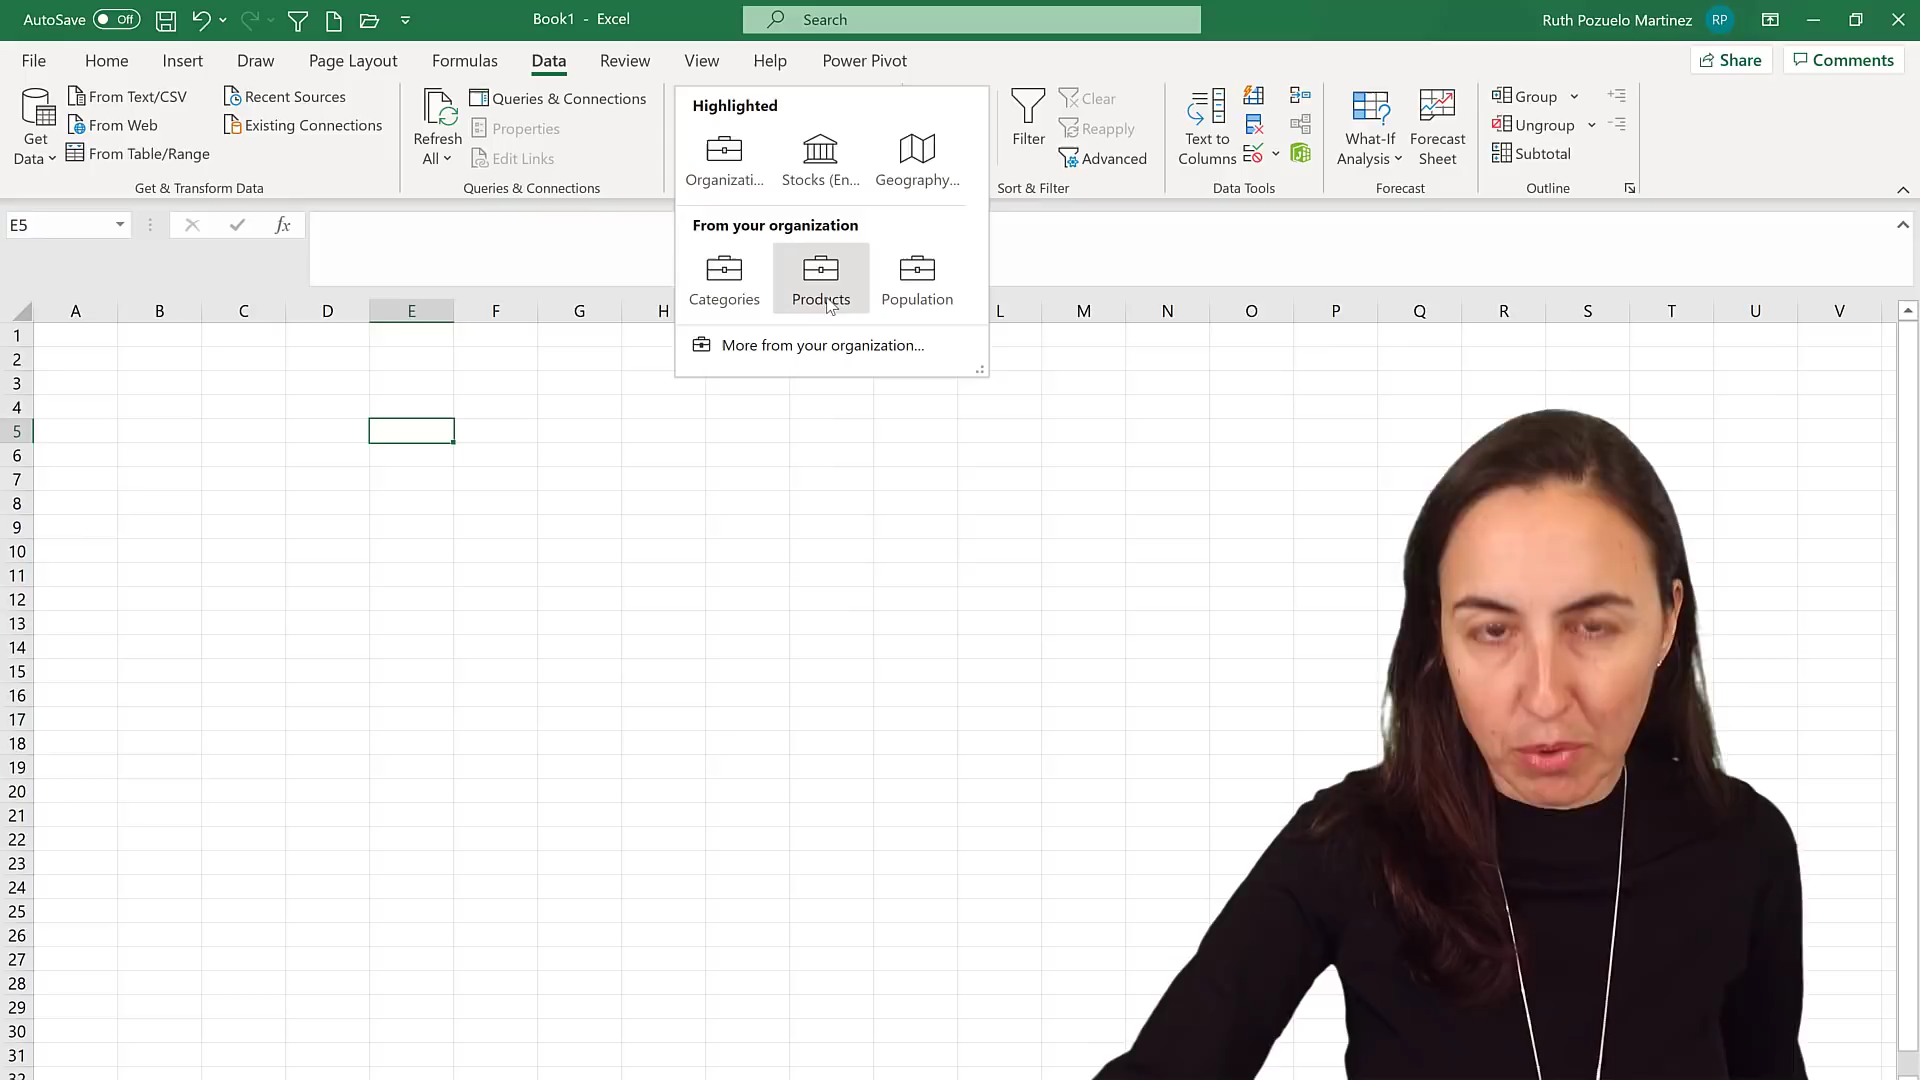 AutoSave Off Book1 - Excel Search Ruth Pozuelo Martinez RP
File Home Insert Draw Page Layout Formulas Data Review View Help Power Pivot Share Comments
Get Data
From Text/CSV
From Web
From Table/Range
Recent Sources
Existing Connections
Get & Transform Data
Refresh All
Queries & Connections
Properties
Edit Links
Queries & Connections
Highlighted
Organizati... Stocks (En... Geography...
From your organization
Categories Products Population
More from your organization...
Filter
Clear
Reapply
Advanced
Sort & Filter
Text to Columns
Data Tools
What-If Analysis
Forecast Sheet
Forecast
Group
Ungroup
Subtotal
Outline
E5 fx
A B C D E F G H L M N O P Q R S T U V
1
2
3
4
5
6
7
8
9
10
11
12
13
14
15
16
17
18
19
20
21
22
23
24
25
26
27
28
29
30
31
32